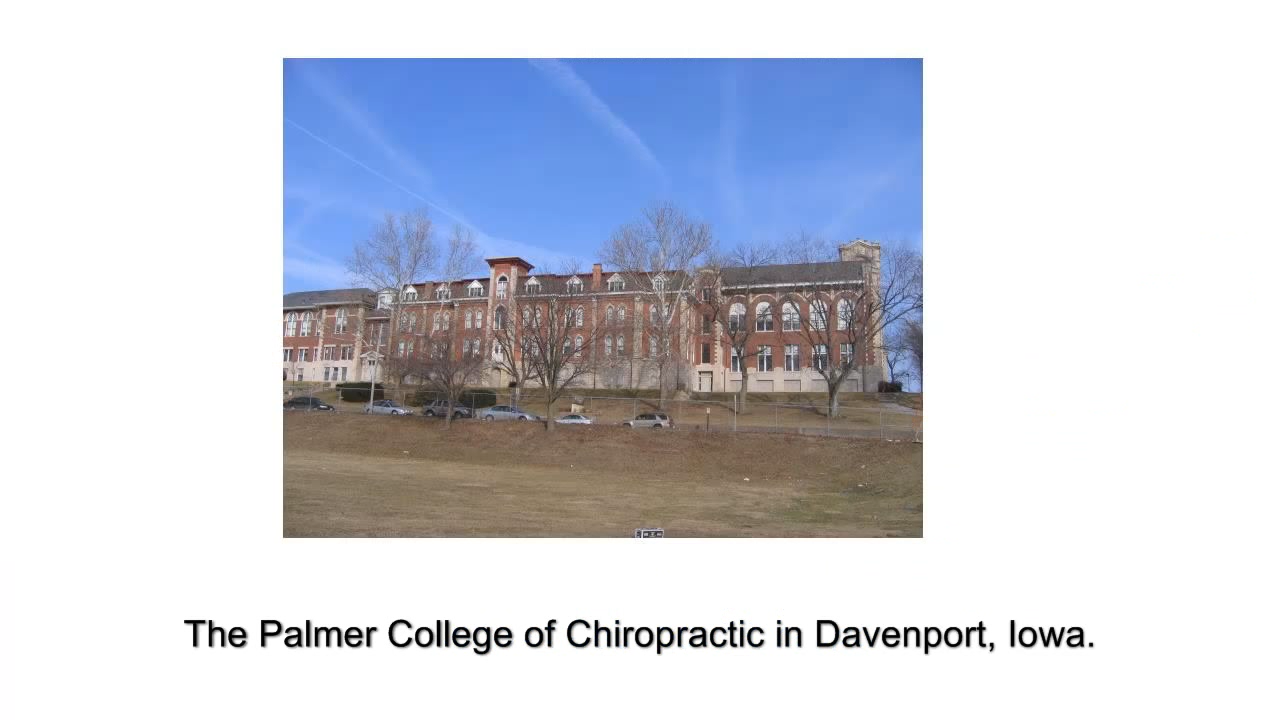 The Palmer College of Chiropractic in Davenport, Iowa.